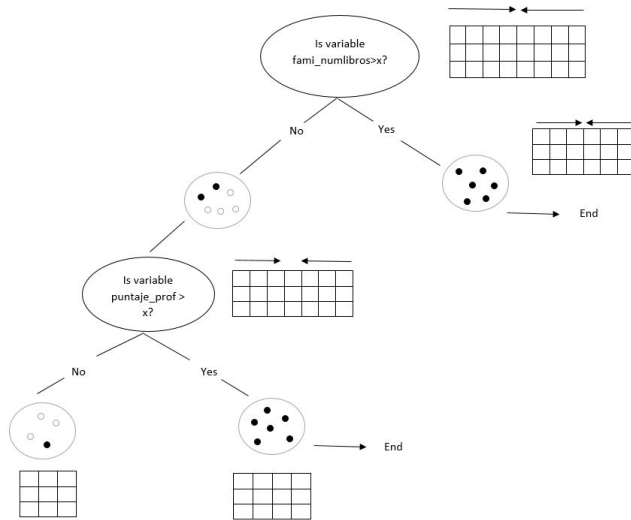 Is variable
fami_numlibros>x?
No
Yes
End
Is variable
puntaje_prof >
x?
No
Yes
End